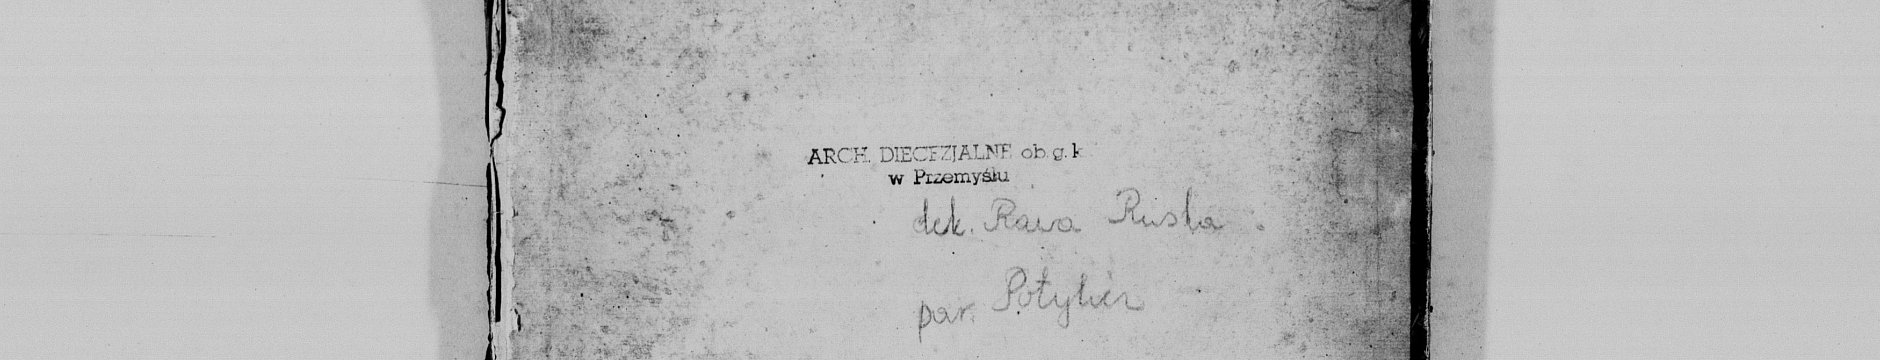 ARCH. DIECEZJALNE ob. g. k.
w Przemyślu
dek. Rawa Ruska
par. Potylicz